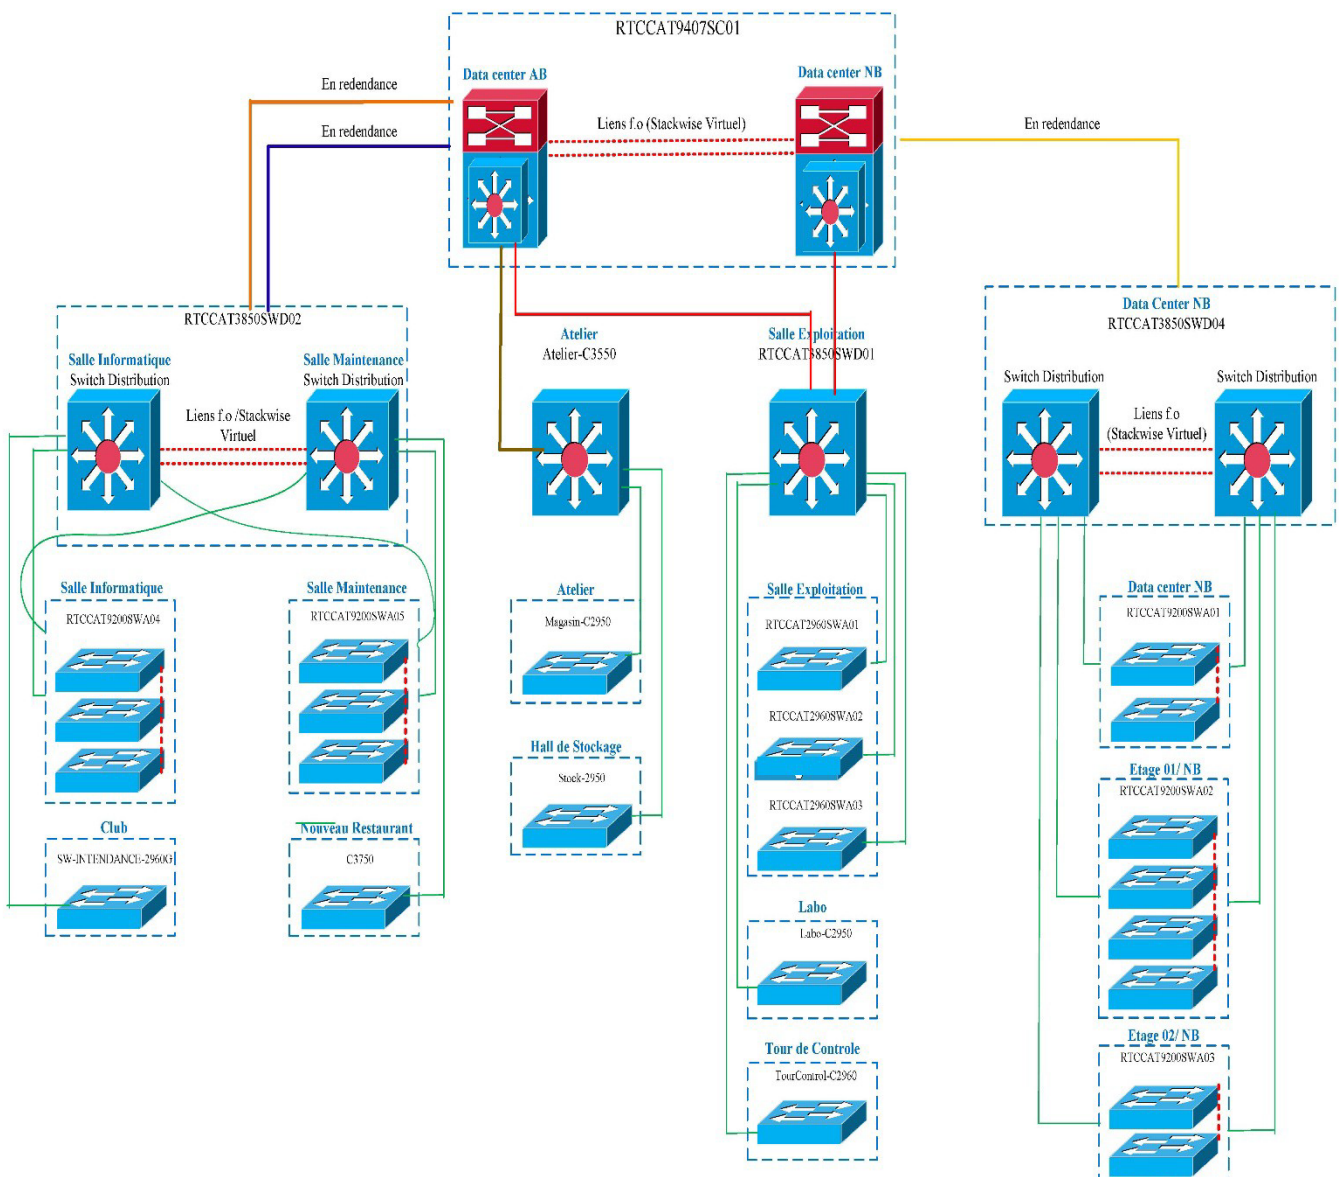 RTCCAT9407SC01
Data center AB
Data center NB
En redendance
En redendance
Liens f.o (Stackwise Virtuel)
En redendance
RTCCAT3850SWD02
Salle Informatique
Switch Distribution
Salle Maintenance
Switch Distribution
Liens f.o /Stackwise
Virtuel
Atelier
Atelier-C3550
Salle Exploitation
RTCCAT3850SWD01
Data Center NB
RTCCAT3850SWD04
Switch Distribution
Switch Distribution
Liens f.o
(Stackwise Virtuel)
Salle Informatique
RTCCAT9200SWA04
Salle Maintenance
RTCCAT9200SWA05
Atelier
Magasin-C2950
Salle Exploitation
RTCCAT2960SWA01
RTCCAT2960SWA02
RTCCAT2960SWA03
Data center NB
RTCCAT9200SWA01
Hall de Stockage
Stock-2950
Etage 01/ NB
RTCCAT9200SWA02
Club
SW-INTENDANCE-2960G
Nouveau Restaurant
C3750
Labo
Labo-C2950
Tour de Controle
TourControl-C2960
Etage 02/ NB
RTCCAT9200SWA03